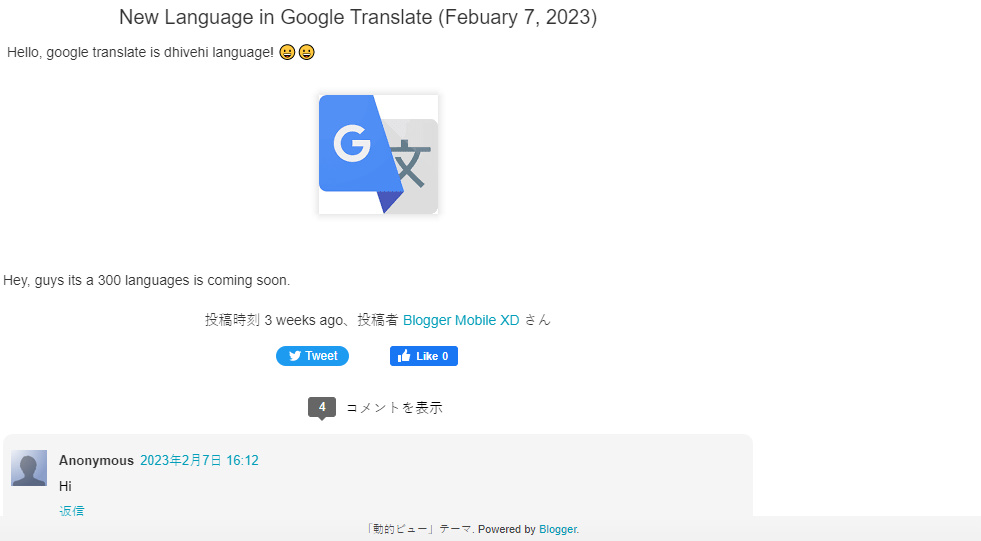 New Language in Google Translate (Febuary 7, 2023)
Hello, google translate is dhivehi language! 😀😀
G 文
Hey, guys its a 300 languages is coming soon.
投稿時刻 3 weeks ago、投稿者 Blogger Mobile XD さん
Tweet Like 0
4 コメントを表示
Anonymous 2023年2月7日 16:12
Hi
返信
「動的ビュー」テーマ. Powered by Blogger.